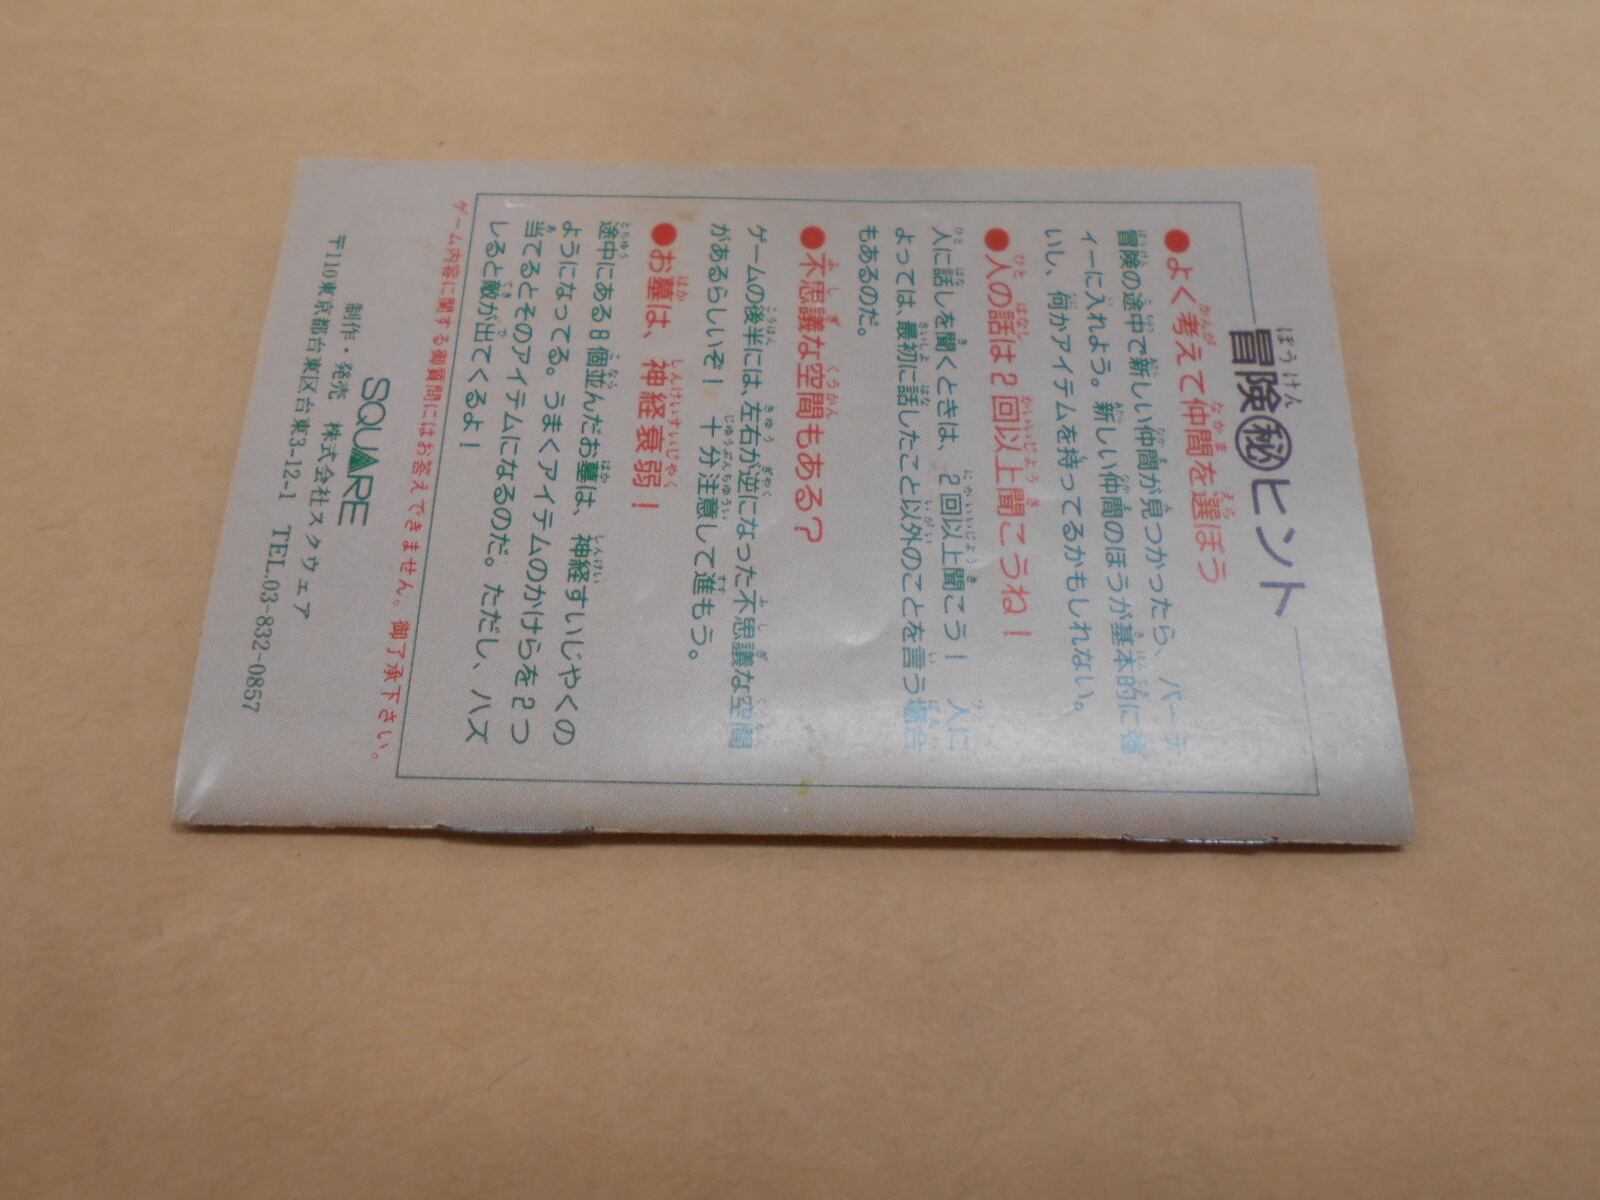 冒険㊙ヒント
●よく考えて仲間を選ぼう
冒険の途中で新しい仲間が見つかったら、パーテ
ィーに入れよう。新しい仲間のほうが基本的に強
いし、何かアイテムを持ってるかもしれない。
●人の話は2回以上聞こうね！
人に話しを聞くときは、2回以上聞こう！ 人に
よっては、最初に話したこと以外のことを言う場合
もあるのだ。
●不思議な空間もある？
ゲームの後半には、左右が逆になった不思議な空間
があるらしいぞ！ 十分注意して進もう。
●お墓は、神経衰弱！
途中にある8個並んだお墓は、神経すいじゃくの
ようになってる。うまくアイテムのかけらを2つ
当てるとそのアイテムになるのだ。ただし、ハズ
しると敵が出てくるよ！
ゲーム内容に関する御質問にはお答えできません。御了承下さい。
SQUARE
制作・発売 株式会社スクウェア
〒110東京都台東区台東3-12-1 TEL.03-832-0857